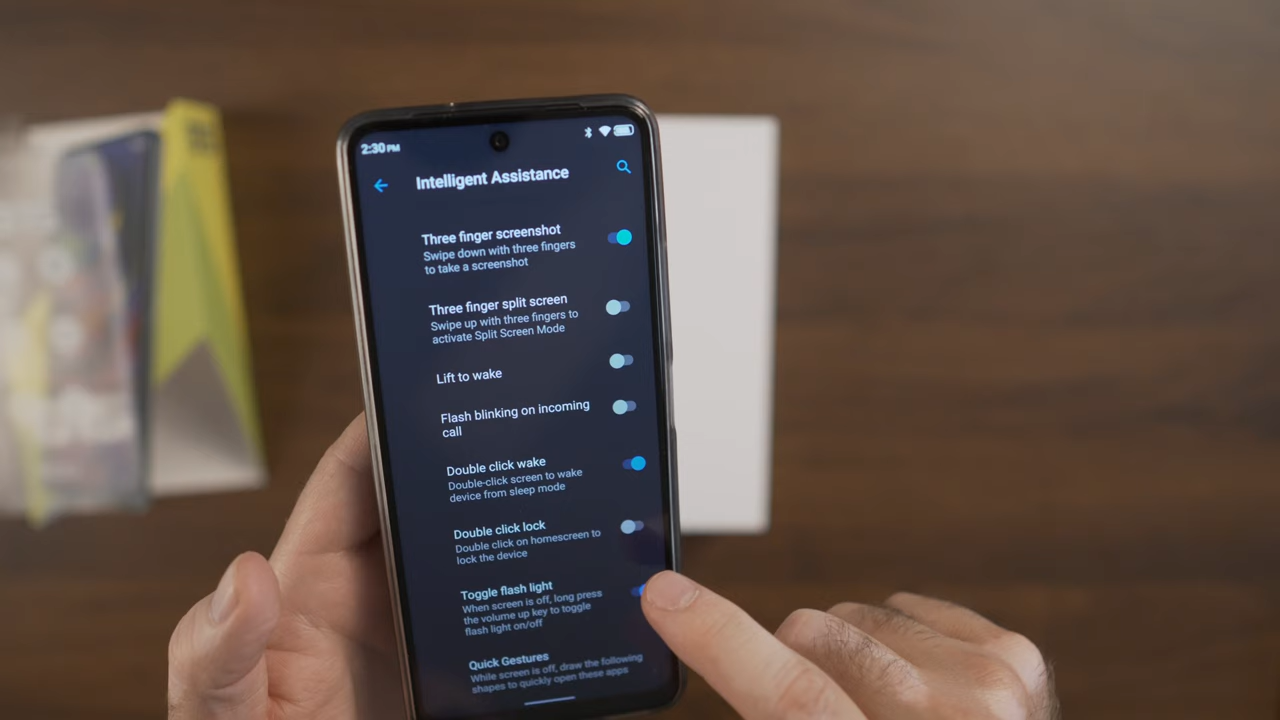 2:30 PM
Intelligent Assistance
Three finger screenshot
Swipe down with three fingers
to take a screenshot
Three finger split screen
Swipe up with three fingers to
activate Split Screen Mode
Lift to wake
Flash blinking on incoming
call
Double click wake
Double-click screen to wake
device from sleep mode
Double click lock
Double click on homescreen to
lock the device
Toggle flash light
When screen is off, long press
the volume up key to toggle
flash light on/off
Quick Gestures
While screen is off, draw the following
shapes to quickly open these apps